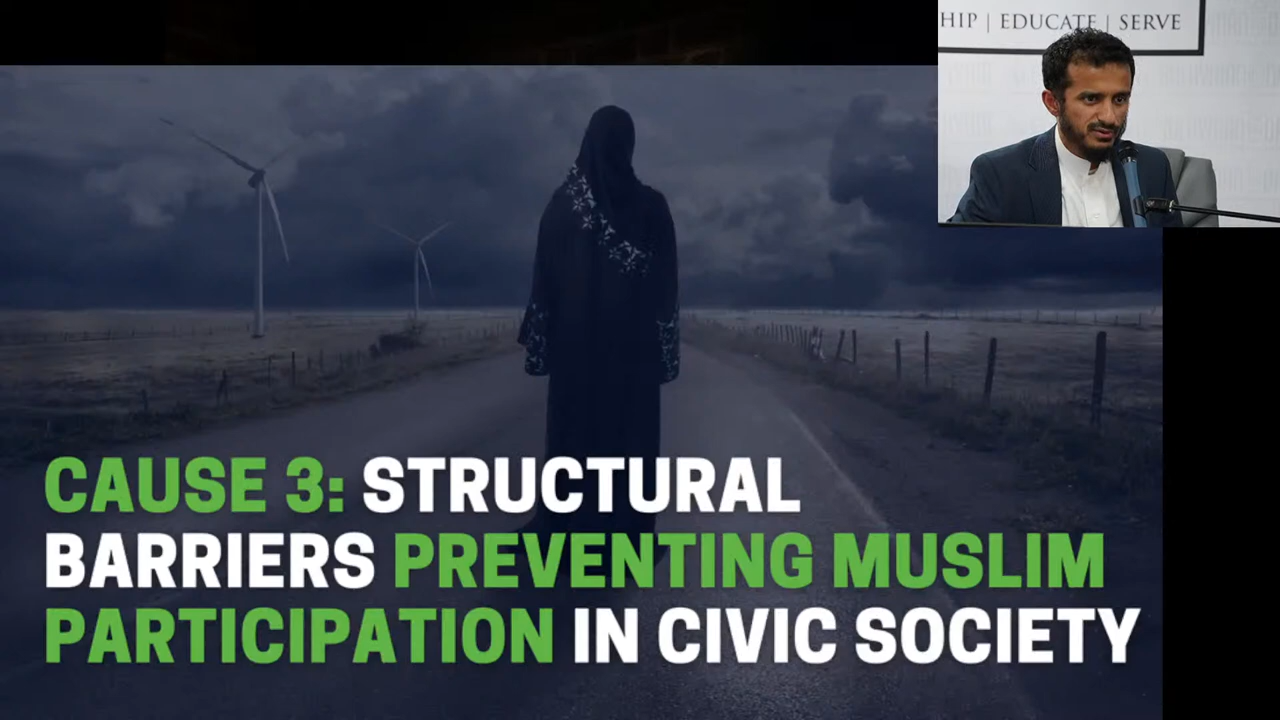 HIP | EDUCATE | SERVE
CAUSE 3: STRUCTURAL
BARRIERS PREVENTING MUSLIM
PARTICIPATION IN CIVIC SOCIETY